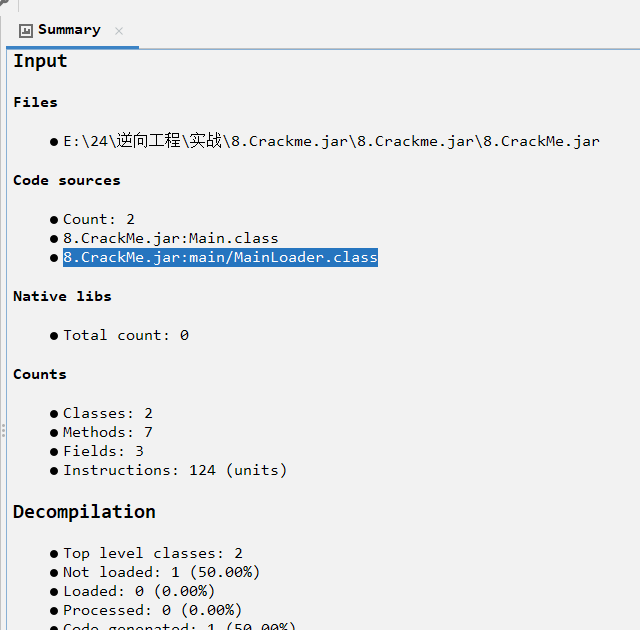 Summary
Input
Files
E:\24\逆向工程\实战\8.Crackme.jar\8.Crackme.jar\8.CrackMe.jar
Code sources
Count: 2
8.CrackMe.jar:Main.class
8.CrackMe.jar:main/MainLoader.class
Native libs
Total count: 0
Counts
Classes: 2
Methods: 7
Fields: 3
Instructions: 124 (units)
Decompilation
Top level classes: 2
Not loaded: 1 (50.00%)
Loaded: 0 (0.00%)
Processed: 0 (0.00%)
Code generated: 1 (50.00%)